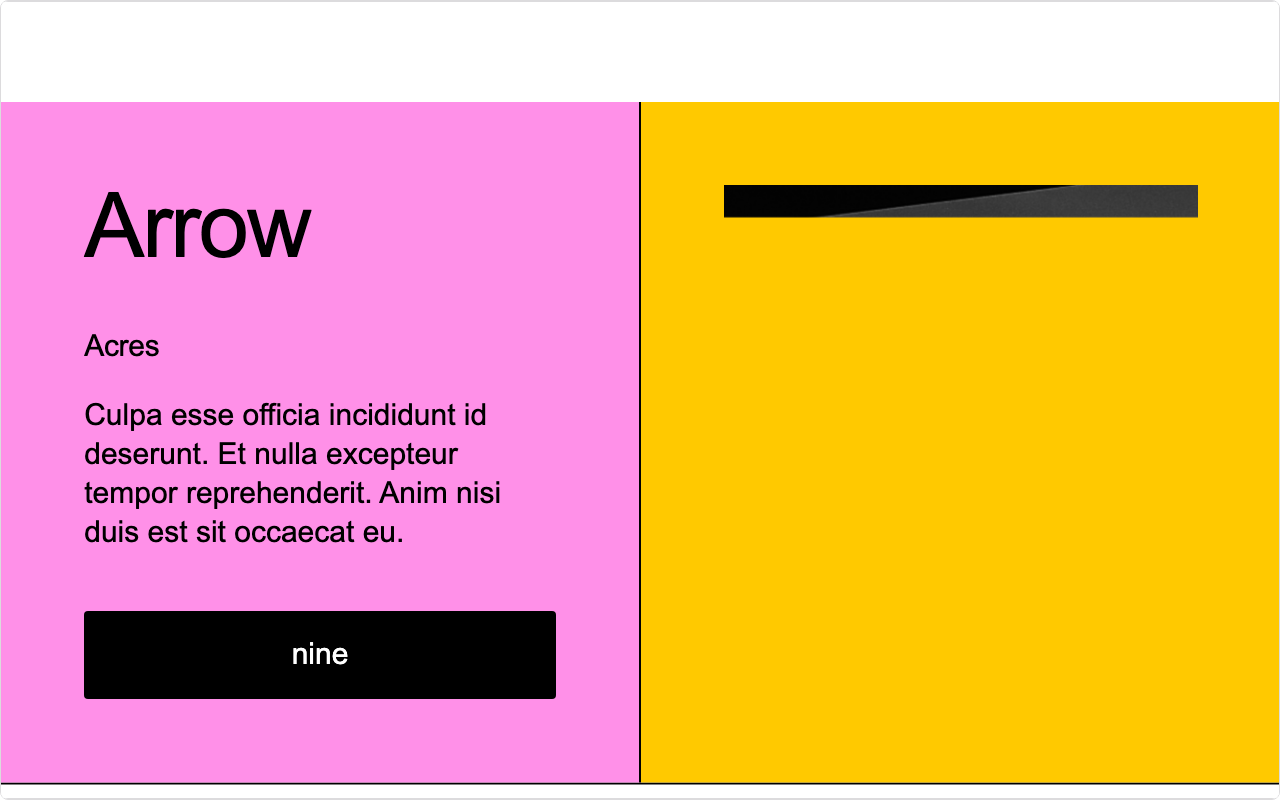 Arrow
Acres
Culpa esse officia incididunt id
deserunt. Et nulla excepteur
tempor reprehenderit. Anim nisi
duis est sit occaecat eu.
nine